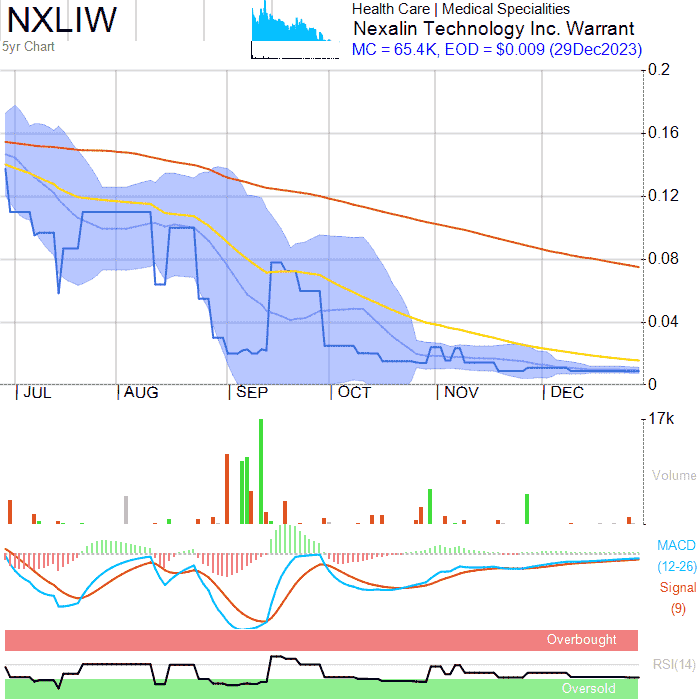 NXLIW
5yr Chart
Health Care | Medical Specialities
Nexalin Technology Inc. Warrant
MC = 65.4K, EOD = $0.009 (29Dec2023)
0.2
0.16
0.12
0.08
0.04
0
JUL AUG SEP OCT NOV DEC
17k
Volume
MACD
(12-26)
Signal
(9)
Overbought
RSI(14)
Oversold